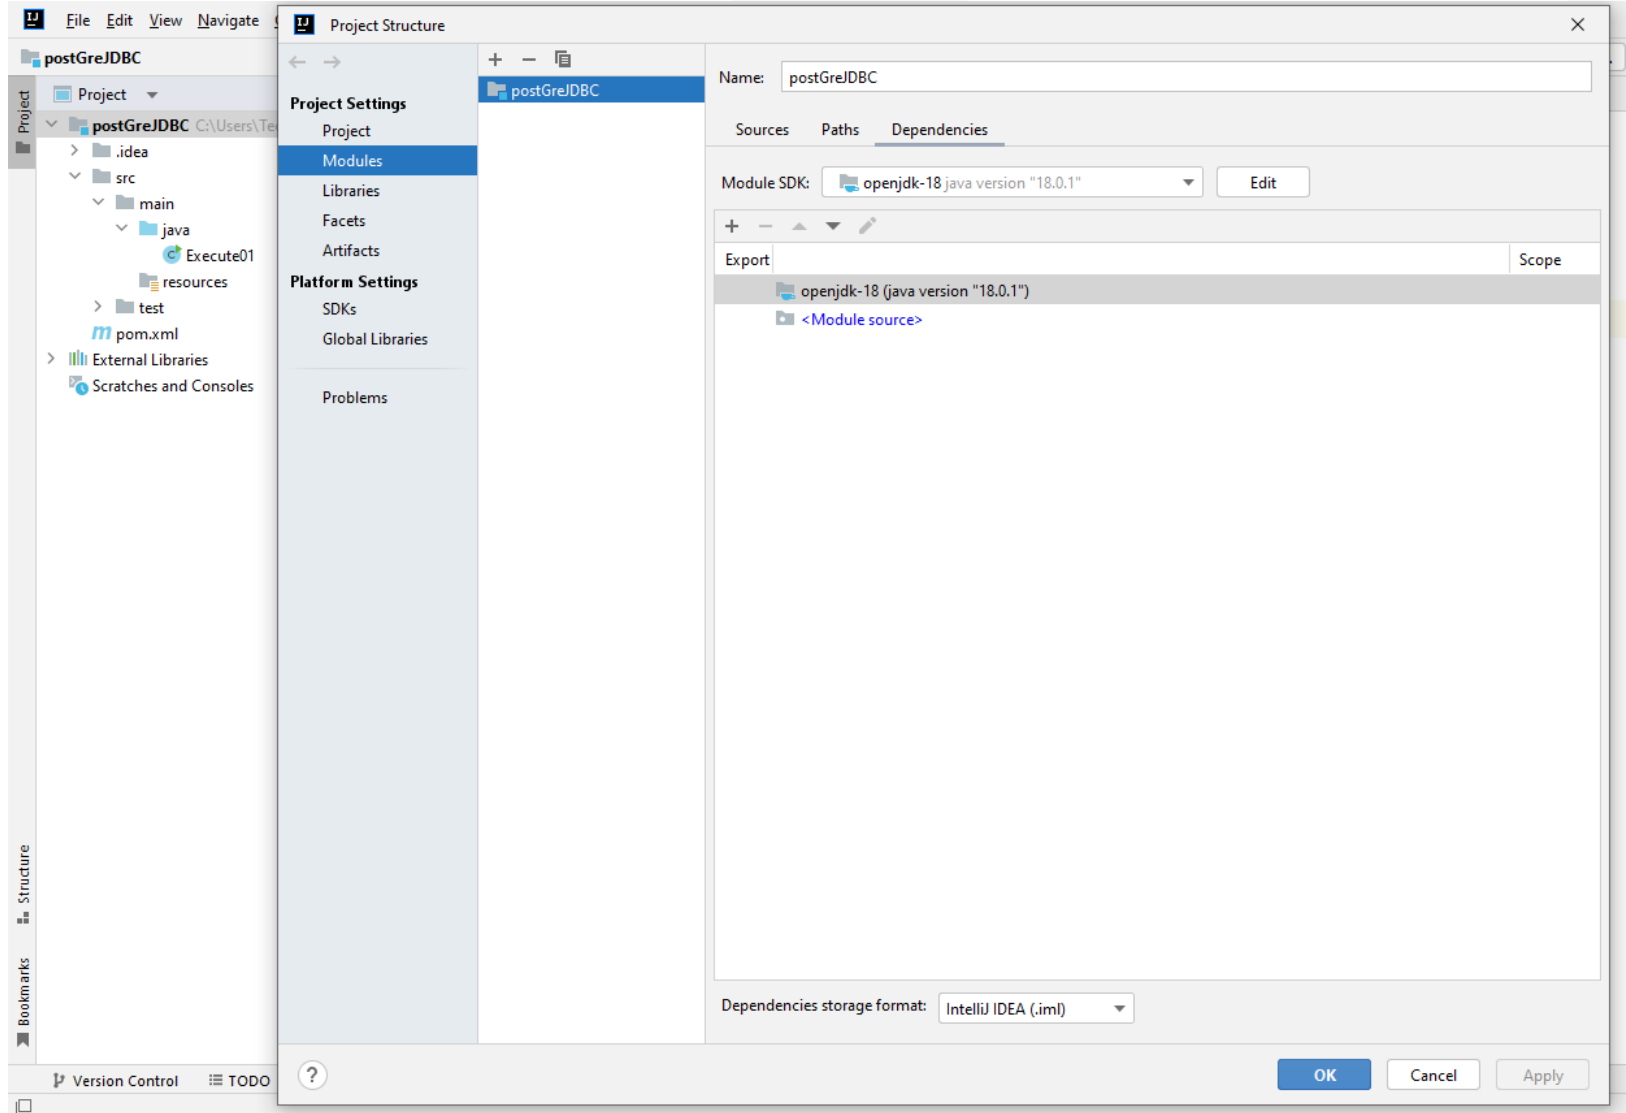 File Edit View Navigate
Project Structure
postGreJDBC
Project
postGreJDBC C:\Users\Te
.idea
src
main
java
Execute01
resources
test
pom.xml
External Libraries
Scratches and Consoles
Project
Structure
Bookmarks
Version Control TODO
Project Settings
Project
Modules
Libraries
Facets
Artifacts
Platform Settings
SDKs
Global Libraries
Problems
postGreJDBC
Name: postGreJDBC
Sources Paths Dependencies
Module SDK: openjdk-18 java version "18.0.1" Edit
Export Scope
openjdk-18 (java version "18.0.1")
<Module source>
Dependencies storage format: IntelliJ IDEA (.iml)
? OK Cancel Apply